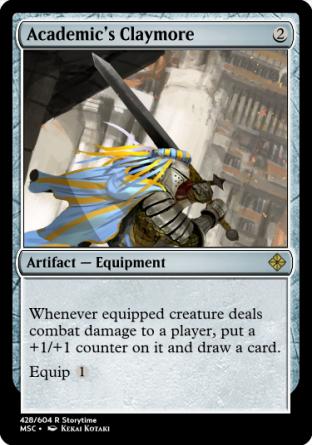 Academic's Claymore 2
Artifact — Equipment
Whenever equipped creature deals
combat damage to a player, put a
+1/+1 counter on it and draw a card.
Equip 1
428/604 R Storytime
MSC • Kekai Kotaki